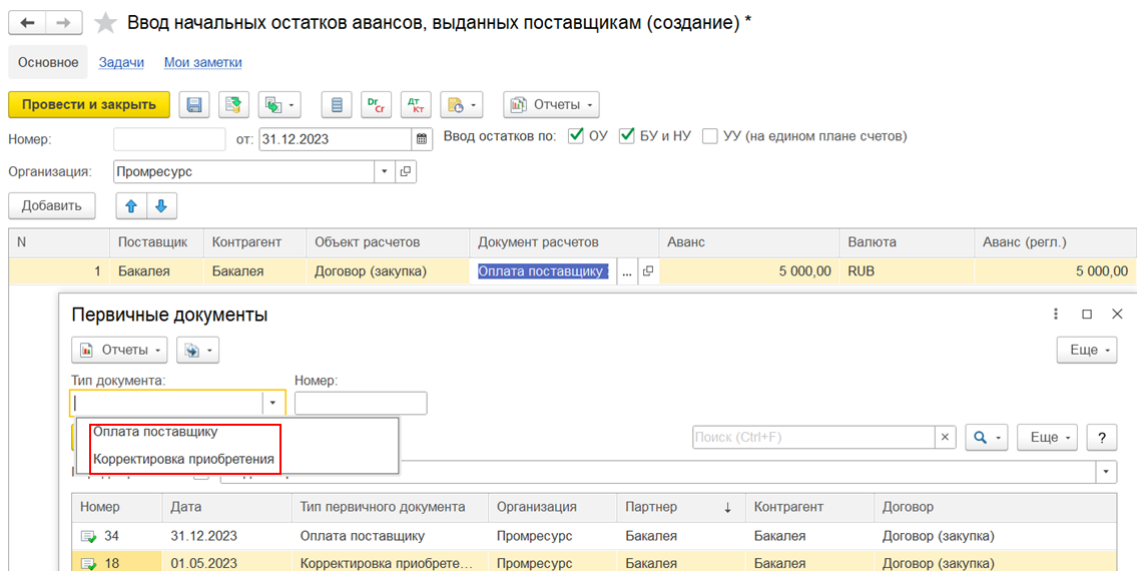 Ввод начальных остатков авансов, выданных поставщикам (создание) *
Основное Задачи Мои заметки
Провести и закрыть Dr Cr Дт Кт Отчеты
Номер: от: 31.12.2023 Ввод остатков по: ОУ БУ и НУ УУ (на едином плане счетов)
Организация: Промресурс
Добавить
N Поставщик Контрагент Объект расчетов Документ расчетов Аванс Валюта Аванс (регл.)
1 Бакалея Бакалея Договор (закупка) Оплата поставщику ... 5 000,00 RUB 5 000,00
Первичные документы
Отчеты Еще
Тип документа: Номер:
Оплата поставщику
Поиск (Ctrl+F) × Еще ?
Корректировка приобретения
Номер Дата Тип первичного документа Организация Партнер ↓ Контрагент Договор
34 31.12.2023 Оплата поставщику Промресурс Бакалея Бакалея Договор (закупка)
18 01.05.2023 Корректировка приобрете... Промресурс Бакалея Бакалея Договор (закупка)